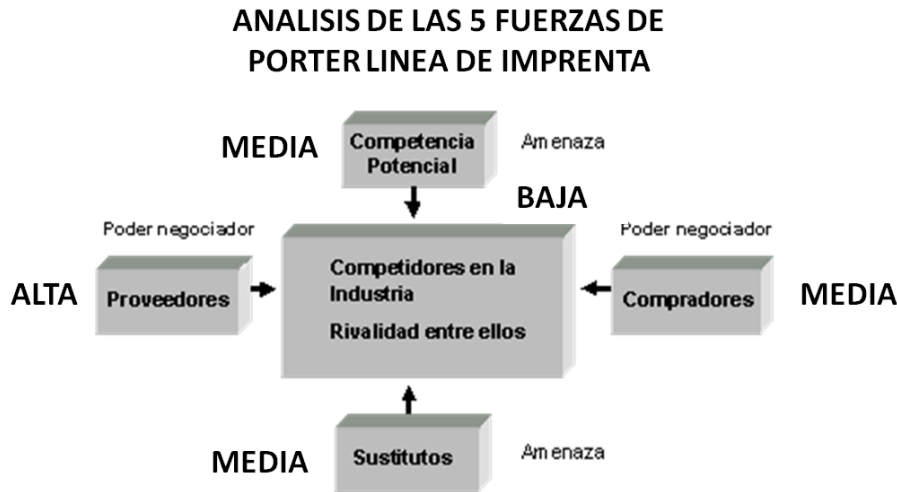 ANALISIS DE LAS 5 FUERZAS DE
PORTER LINEA DE IMPRENTA
MEDIA
Competencia
Potencial
Amenaza
BAJA
Poder negociador
Poder negociador
ALTA
Proveedores
Competidores en la
Industria
Rivalidad entre ellos
Compradores
MEDIA
MEDIA
Sustitutos
Amenaza